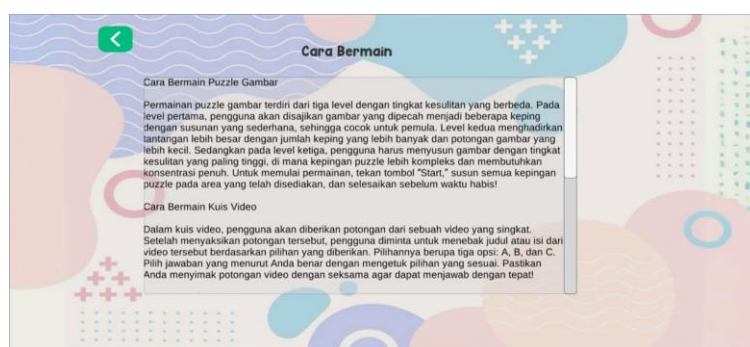 Cara Bermain
Cara Bermain Puzzle Gambar
Permainan puzzle gambar terdiri dari tiga level dengan tingkat kesulitan yang berbeda. Pada
level pertama, pengguna akan disajikan gambar yang dipecah menjadi beberapa keping
dengan susunan yang sederhana, sehingga cocok untuk pemula. Level kedua menghadirkan
tantangan lebih besar dengan jumlah keping yang lebih banyak dan potongan gambar yang
lebih kecil. Sedangkan pada level ketiga, pengguna harus menyusun gambar dengan tingkat
kesulitan yang paling tinggi, di mana kepingan puzzle lebih kompleks dan membutuhkan
konsentrasi penuh. Untuk memulai permainan, tekan tombol "Start," susun semua kepingan
puzzle pada area yang telah disediakan, dan selesaikan sebelum waktu habis!
Cara Bermain Kuis Video
Dalam kuis video, pengguna akan diberikan potongan dari sebuah video yang singkat.
Setelah menyaksikan potongan tersebut, pengguna diminta untuk menebak judul atau isi dari
video tersebut berdasarkan pilihan yang diberikan. Pilihannya berupa tiga opsi: A, B, dan C.
Pilih jawaban yang menurut Anda benar dengan mengetuk pilihan yang sesuai. Pastikan
Anda menyimak potongan video dengan seksama agar dapat menjawab dengan tepat!